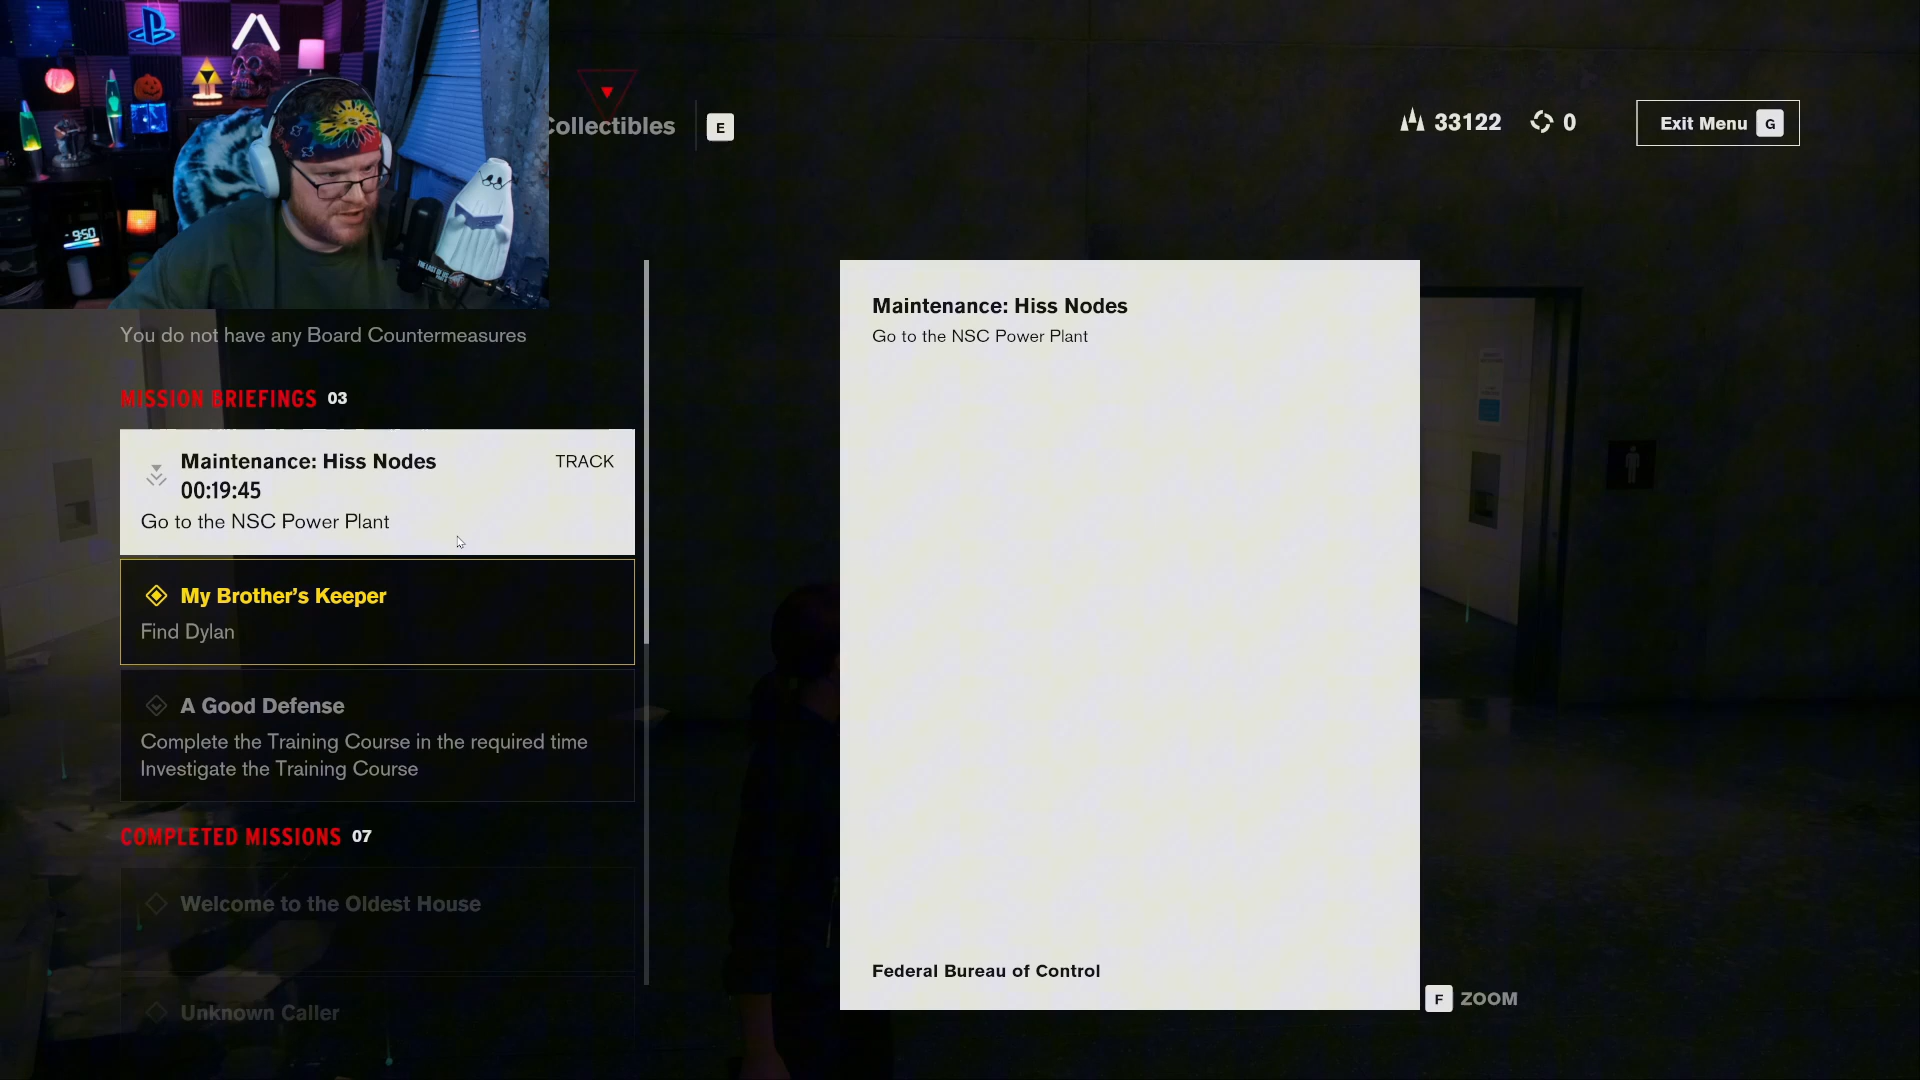 Collectibles
E
33122
0
Exit Menu
G
9:50
You do not have any Board Countermeasures
MISSION BRIEFINGS 03
Maintenance: Hiss Nodes
TRACK
00:19:45
Go to the NSC Power Plant
My Brother's Keeper
Find Dylan
A Good Defense
Complete the Training Course in the required time
Investigate the Training Course
COMPLETED MISSIONS 07
Welcome to the Oldest House
Unknown Caller
Maintenance: Hiss Nodes
Go to the NSC Power Plant
Federal Bureau of Control
F ZOOM